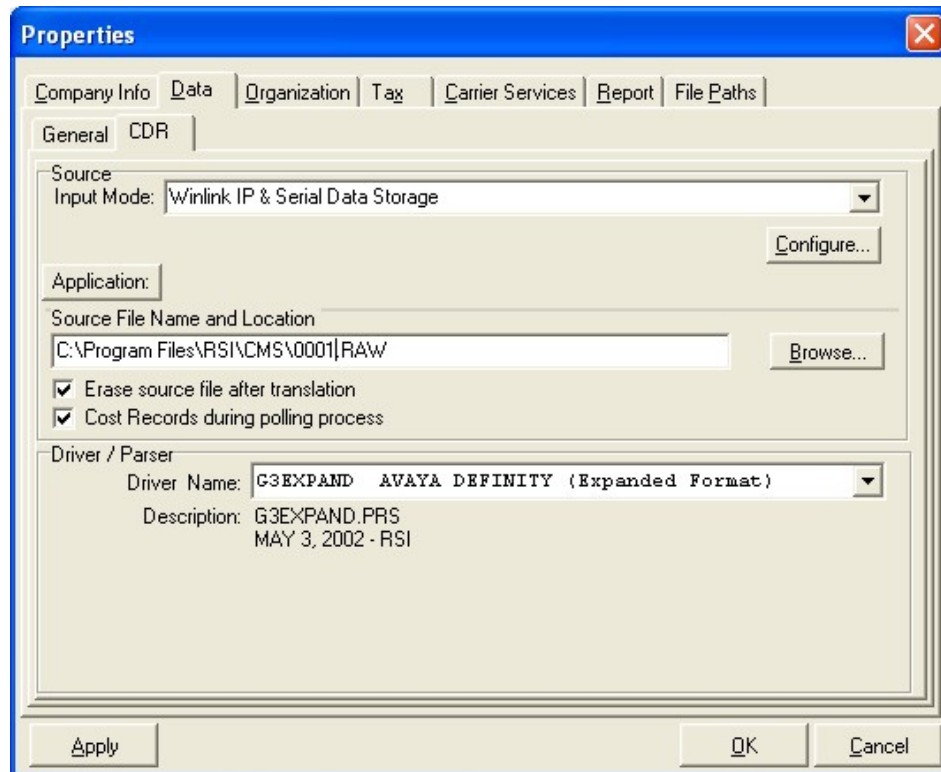 Properties
Company Info Data Organization Tax Carrier Services Report File Paths
General CDR
Source
Input Mode: Winlink IP & Serial Data Storage
Configure...
Application:
Source File Name and Location
C:\Program Files\RSI\CMS\0001.RAW
Browse...
Erase source file after translation
Cost Records during polling process
Driver / Parser
Driver Name: G3EXPAND AVAYA DEFINITY (Expanded Format)
Description: G3EXPAND.PRS
MAY 3, 2002 - RSI
Apply OK Cancel